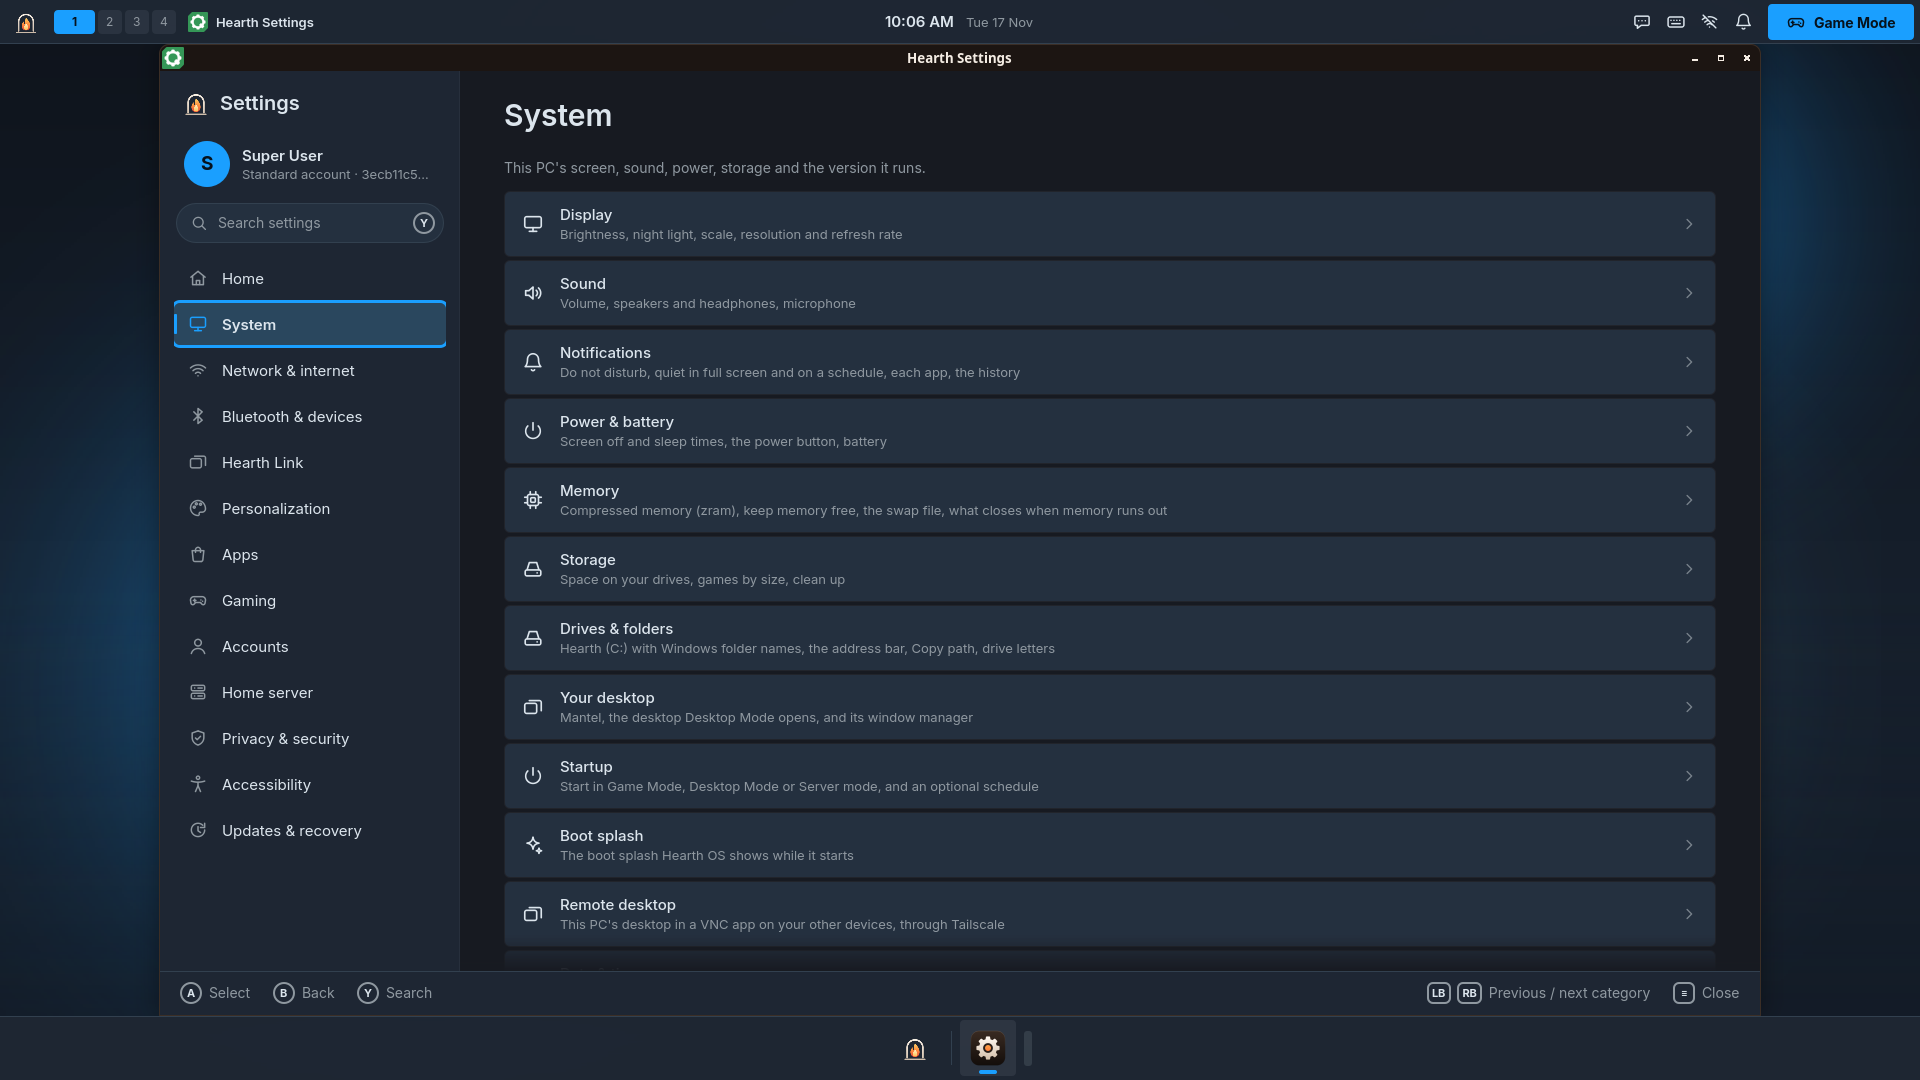 1 2 3 4 Hearth Settings
10:06 AM Tue 17 Nov
Game Mode
Hearth Settings
Settings
S
Super User
Standard account · 3ecb11c5...
Search settings Y
Home
System
Network & internet
Bluetooth & devices
Hearth Link
Personalization
Apps
Gaming
Accounts
Home server
Privacy & security
Accessibility
Updates & recovery
System
This PC's screen, sound, power, storage and the version it runs.
Display
Brightness, night light, scale, resolution and refresh rate
Sound
Volume, speakers and headphones, microphone
Notifications
Do not disturb, quiet in full screen and on a schedule, each app, the history
Power & battery
Screen off and sleep times, the power button, battery
Memory
Compressed memory (zram), keep memory free, the swap file, what closes when memory runs out
Storage
Space on your drives, games by size, clean up
Drives & folders
Hearth (C:) with Windows folder names, the address bar, Copy path, drive letters
Your desktop
Mantel, the desktop Desktop Mode opens, and its window manager
Startup
Start in Game Mode, Desktop Mode or Server mode, and an optional schedule
Boot splash
The boot splash Hearth OS shows while it starts
Remote desktop
This PC's desktop in a VNC app on your other devices, through Tailscale
A Select B Back Y Search
LB RB Previous / next category ≡ Close